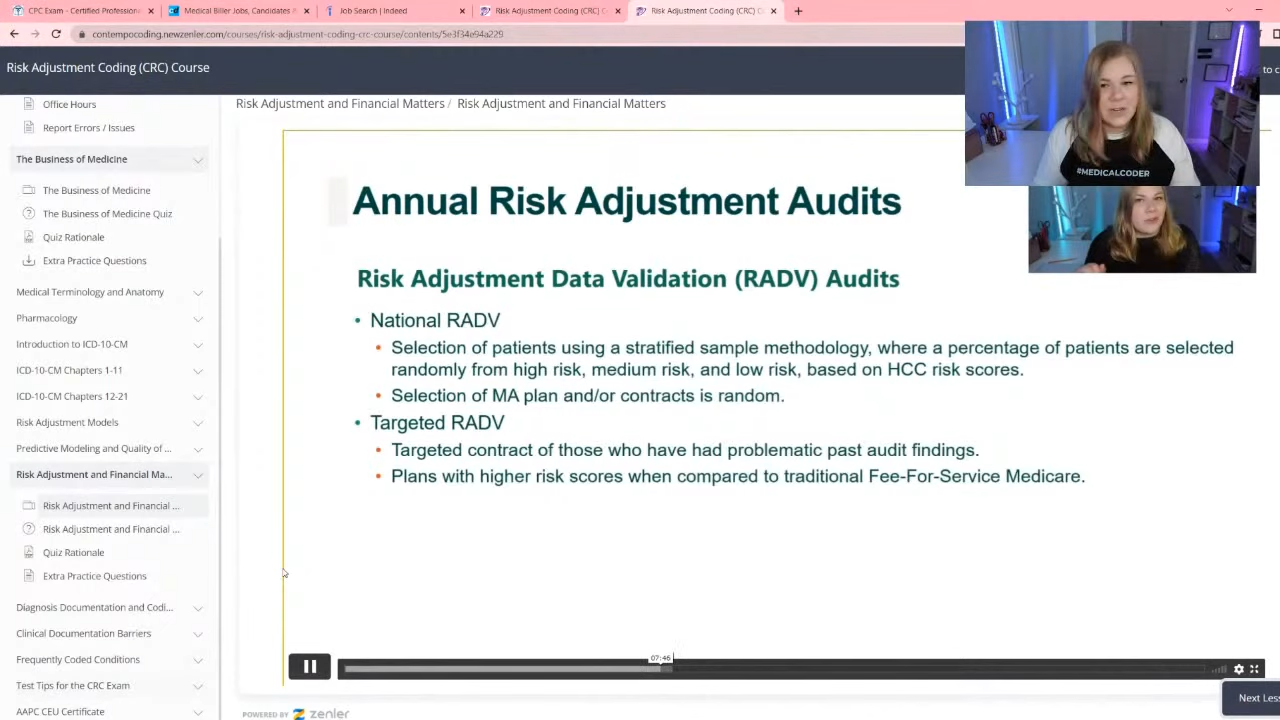 CPC Exam - Certified Professione
Medical Biller Jobs, Candidates &
Job Search | Indeed
Risk Adjustment Coding (CRC) C
Risk Adjustment Coding (CRC) C
contempocoding.newzenler.com/courses/risk-adjustment-coding-crc-course/contents/5e3f34e94a229
Risk Adjustment Coding (CRC) Course
to c
Office Hours
Report Errors / Issues
The Business of Medicine
The Business of Medicine
The Business of Medicine Quiz
Quiz Rationale
Extra Practice Questions
Medical Terminology and Anatomy
Pharmacology
Introduction to ICD-10-CM
ICD-10-CM Chapters 1-11
ICD-10-CM Chapters 12-21
Risk Adjustment Models
Predictive Modeling and Quality of ...
Risk Adjustment and Financial Ma...
Risk Adjustment and Financial ...
Risk Adjustment and Financial ...
Quiz Rationale
Extra Practice Questions
Diagnosis Documentation and Codi...
Clinical Documentation Barriers
Frequently Coded Conditions
Test Tips for the CRC Exam
AAPC CEU Certificate
Risk Adjustment and Financial Matters / Risk Adjustment and Financial Matters
#MEDICALCODER
Annual Risk Adjustment Audits
Risk Adjustment Data Validation (RADV) Audits
• National RADV
• Selection of patients using a stratified sample methodology, where a percentage of patients are selected
randomly from high risk, medium risk, and low risk, based on HCC risk scores.
• Selection of MA plan and/or contracts is random.
• Targeted RADV
• Targeted contract of those who have had problematic past audit findings.
• Plans with higher risk scores when compared to traditional Fee-For-Service Medicare.
07:46
Next Les
POWERED BY zenler